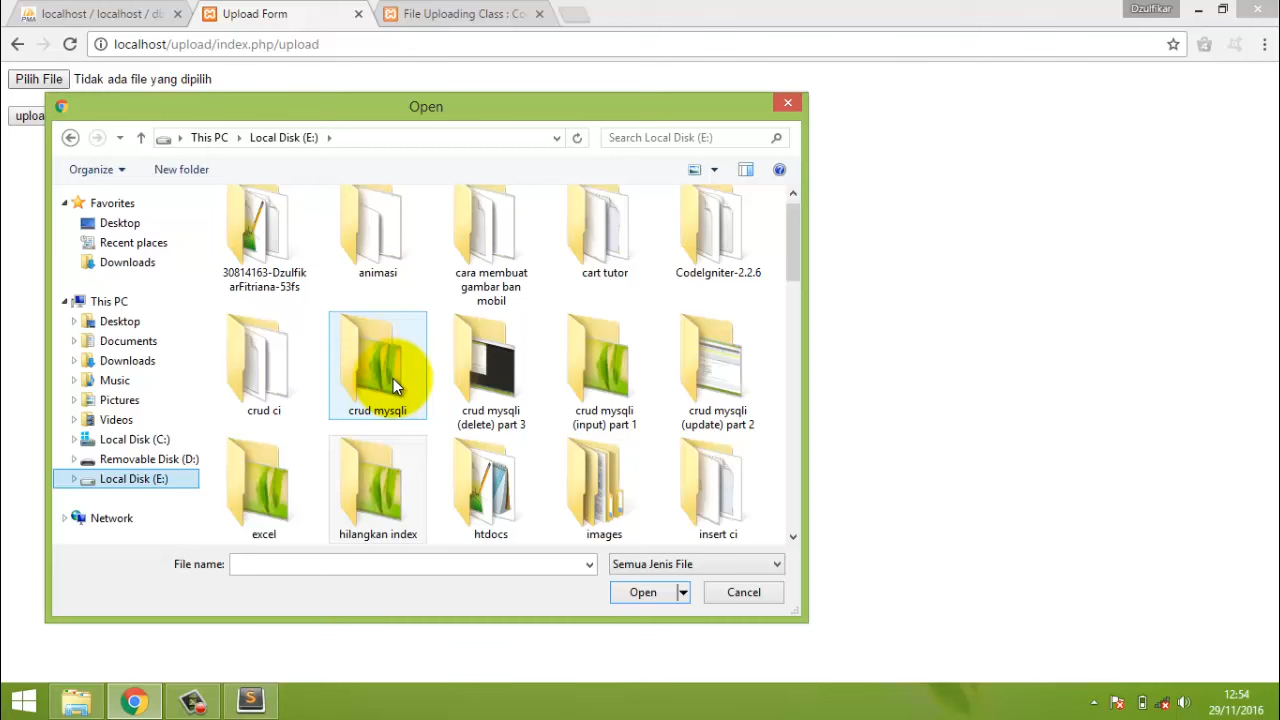 localhost / localhost / di
Upload Form
File Uploading Class : Co
Dzulfikar
localhost/upload/index.php/upload
Pilih File
Tidak ada file yang dipilih
uploa
Open
This PC
Local Disk (E:)
Search Local Disk (E:)
Organize
New folder
Favorites
Desktop
Recent places
Downloads
This PC
Desktop
Documents
Downloads
Music
Pictures
Videos
Local Disk (C:)
Removable Disk (D:)
Local Disk (E:)
Network
30814163-Dzulfik
arFitriana-53fs
animasi
cara membuat
gambar ban
mobil
cart tutor
CodeIgniter-2.2.6
crud ci
crud mysqli
crud mysqli
(delete) part 3
crud mysqli
(input) part 1
crud mysqli
(update) part 2
excel
hilangkan index
htdocs
images
insert ci
File name:
Semua Jenis File
Open
Cancel
12:54
29/11/2016